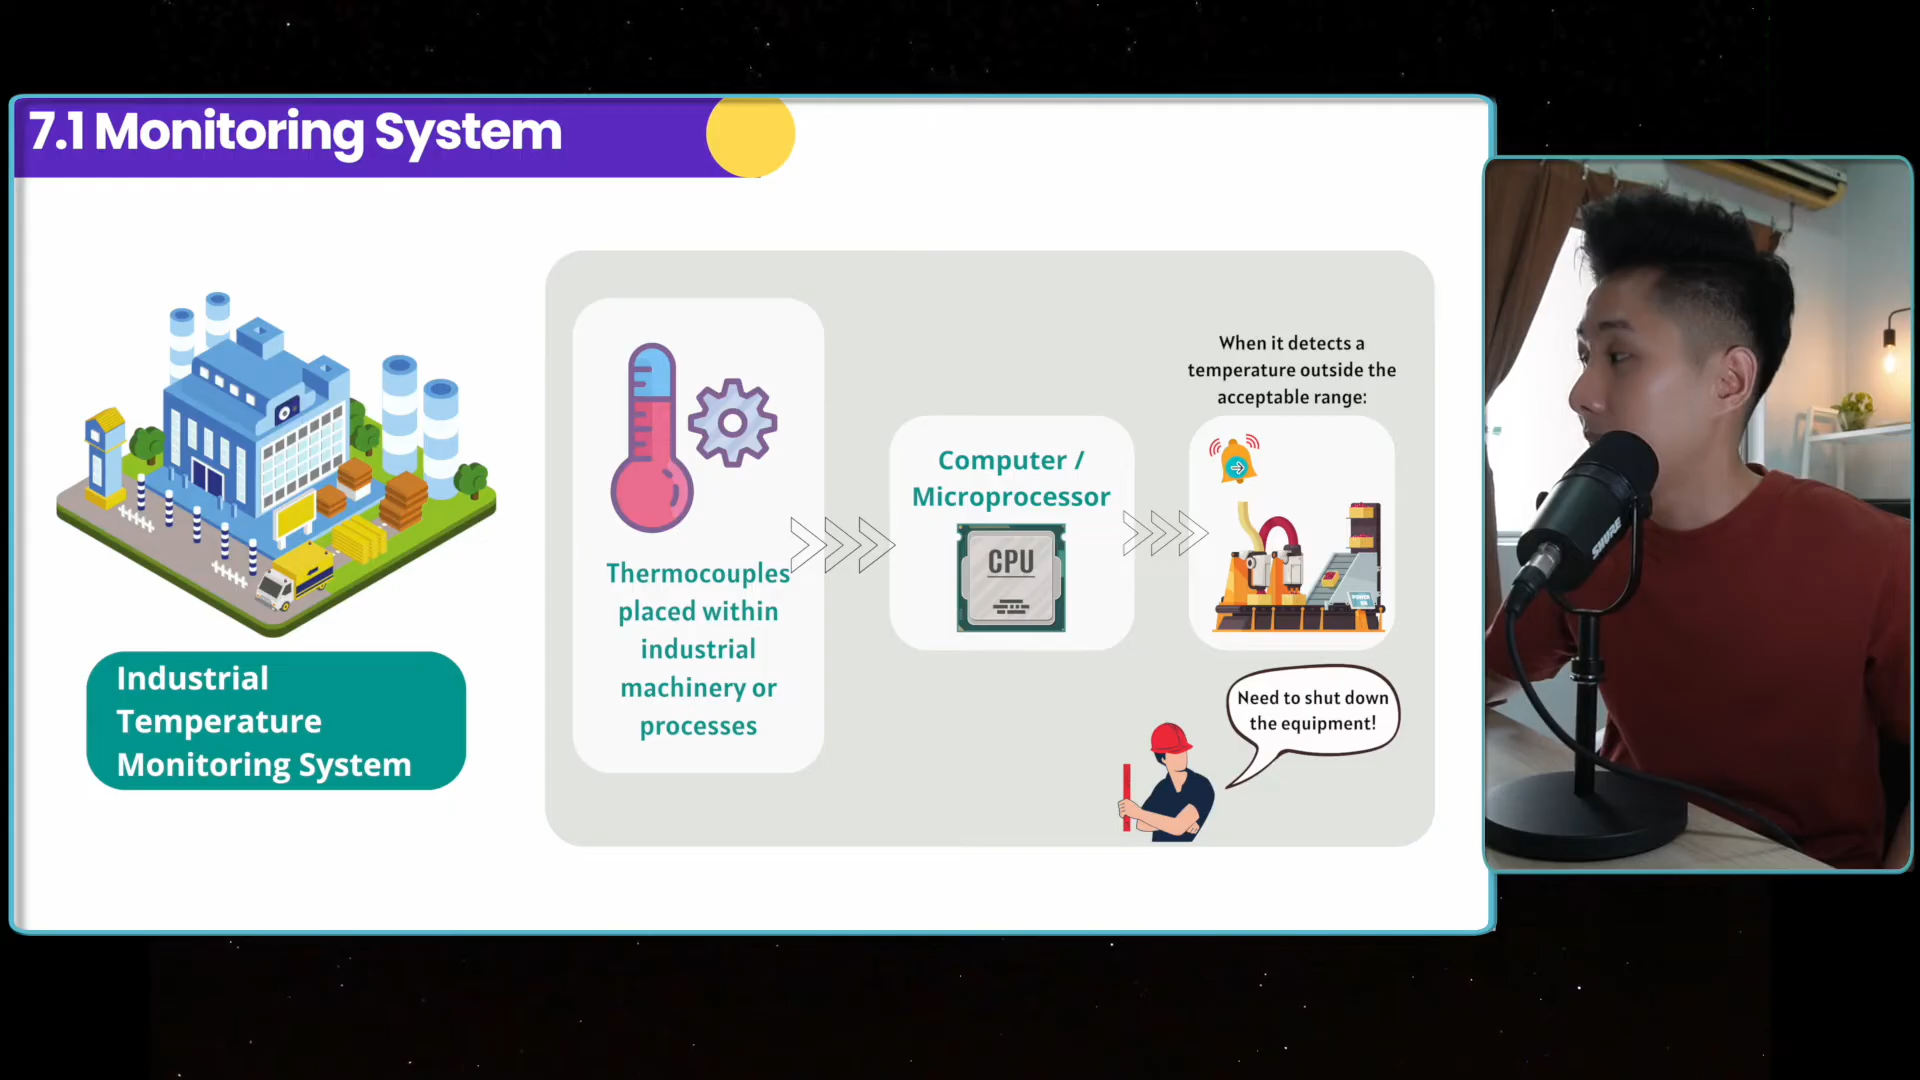 7.1 Monitoring System
Industrial
Temperature
Monitoring System
Thermocouples
placed within
industrial
machinery or
processes
Computer /
Microprocessor
CPU
When it detects a
temperature outside the
acceptable range:
Need to shut down
the equipment!
SHURE